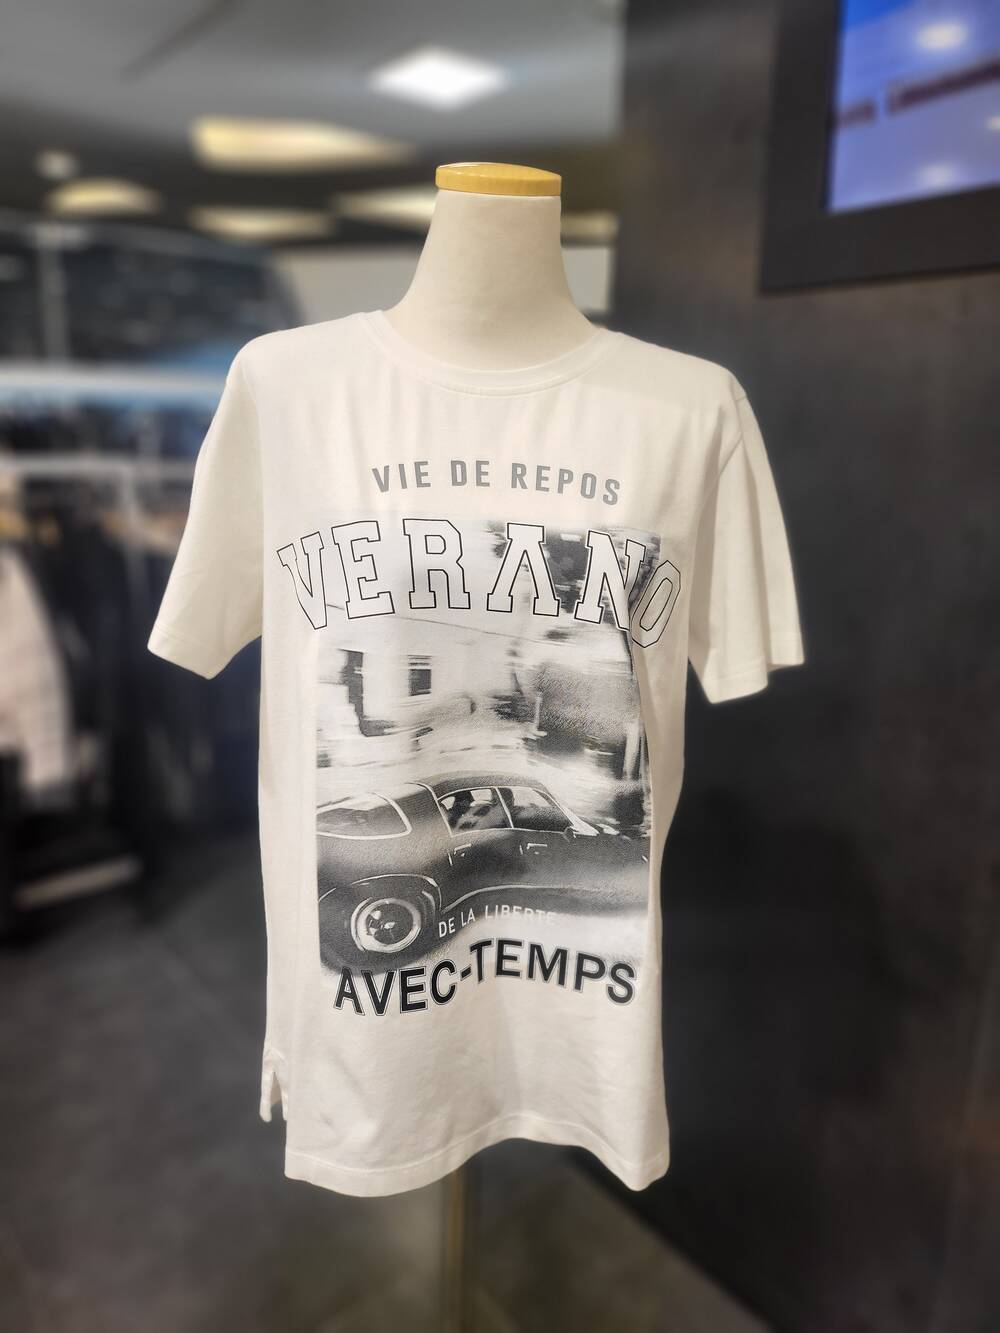 VIE DE REPOS
VERANO
DE LA LIBERTE
AVEC-TEMPS